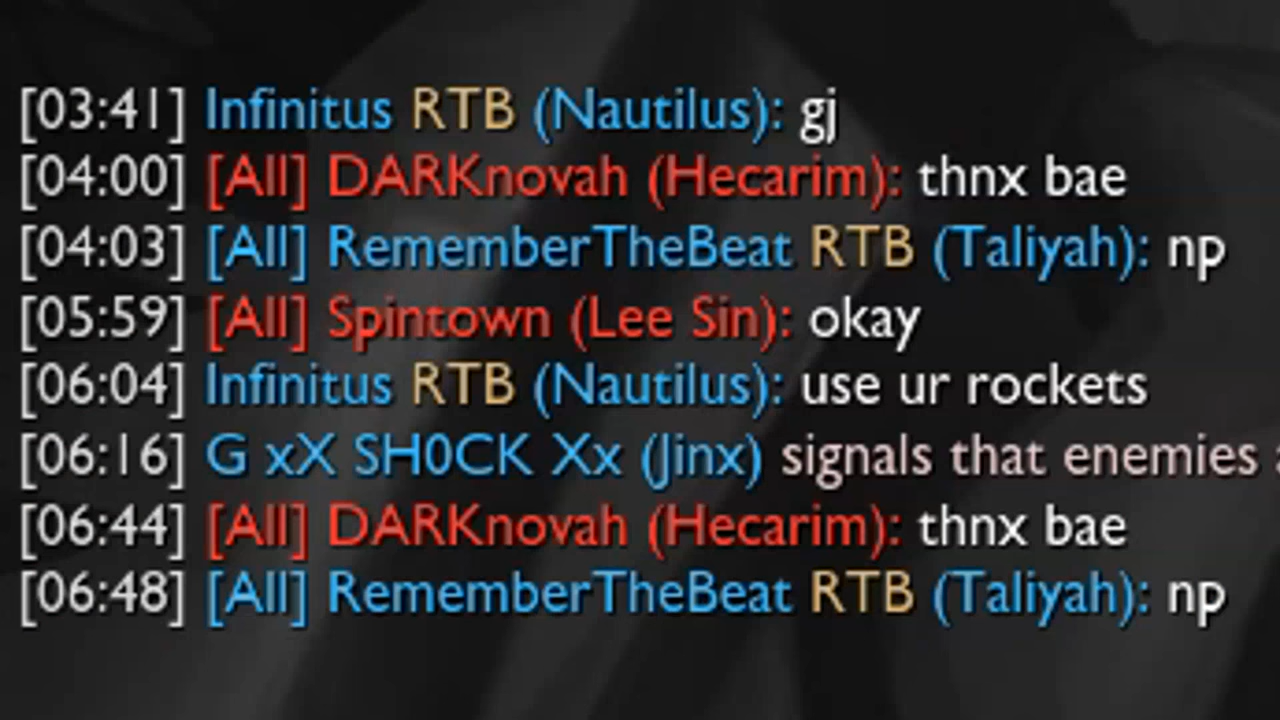 [03:41] Infinitus RTB (Nautilus): gj
[04:00] [All] DARKnovah (Hecarim): thnx bae
[04:03] [All] RememberTheBeat RTB (Taliyah): np
[05:59] [All] Spintown (Lee Sin): okay
[06:04] Infinitus RTB (Nautilus): use ur rockets
[06:16] G xX SH0CK Xx (Jinx) signals that enemies
[06:44] [All] DARKnovah (Hecarim): thnx bae
[06:48] [All] RememberTheBeat RTB (Taliyah): np